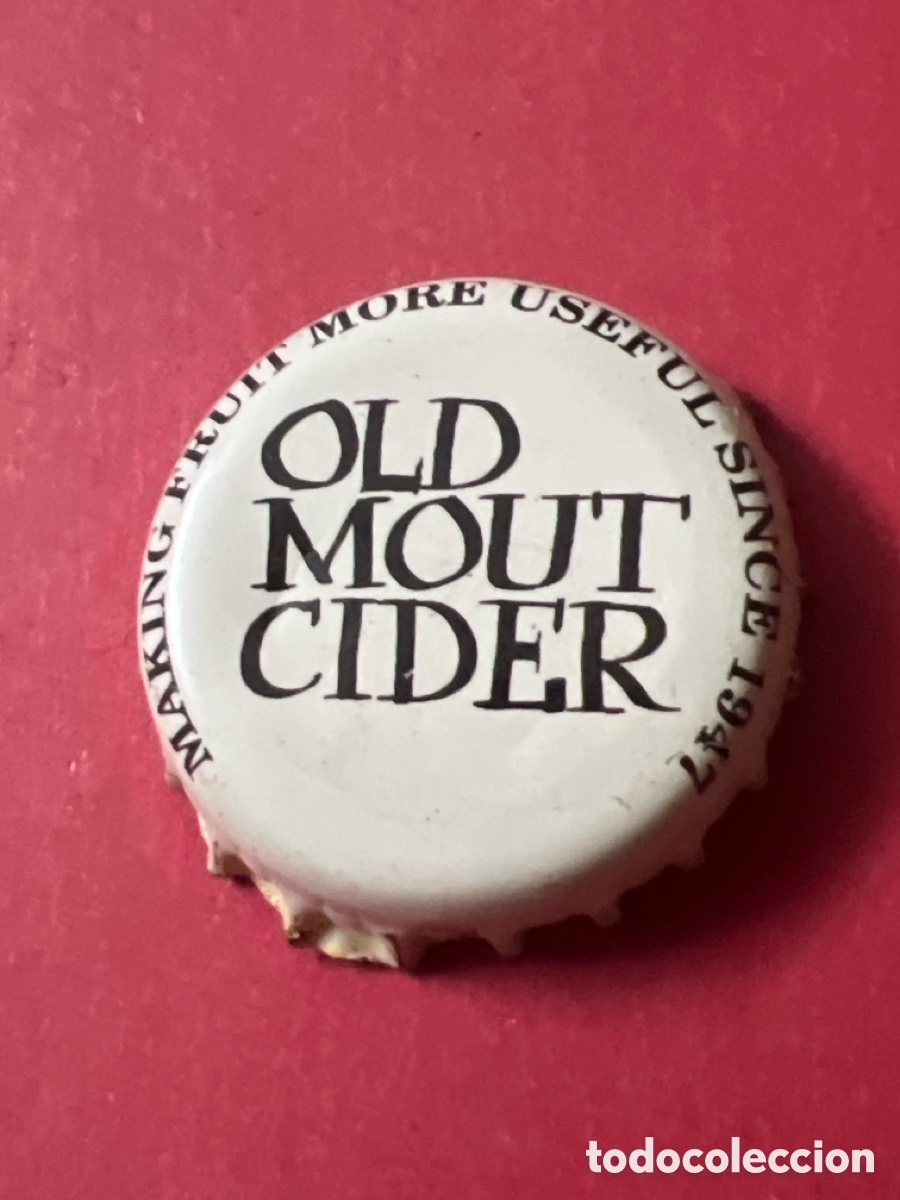 MAKING FRUIT MORE USEFUL SINCE 1947
OLD
MOUT
CIDER
todocoleccion